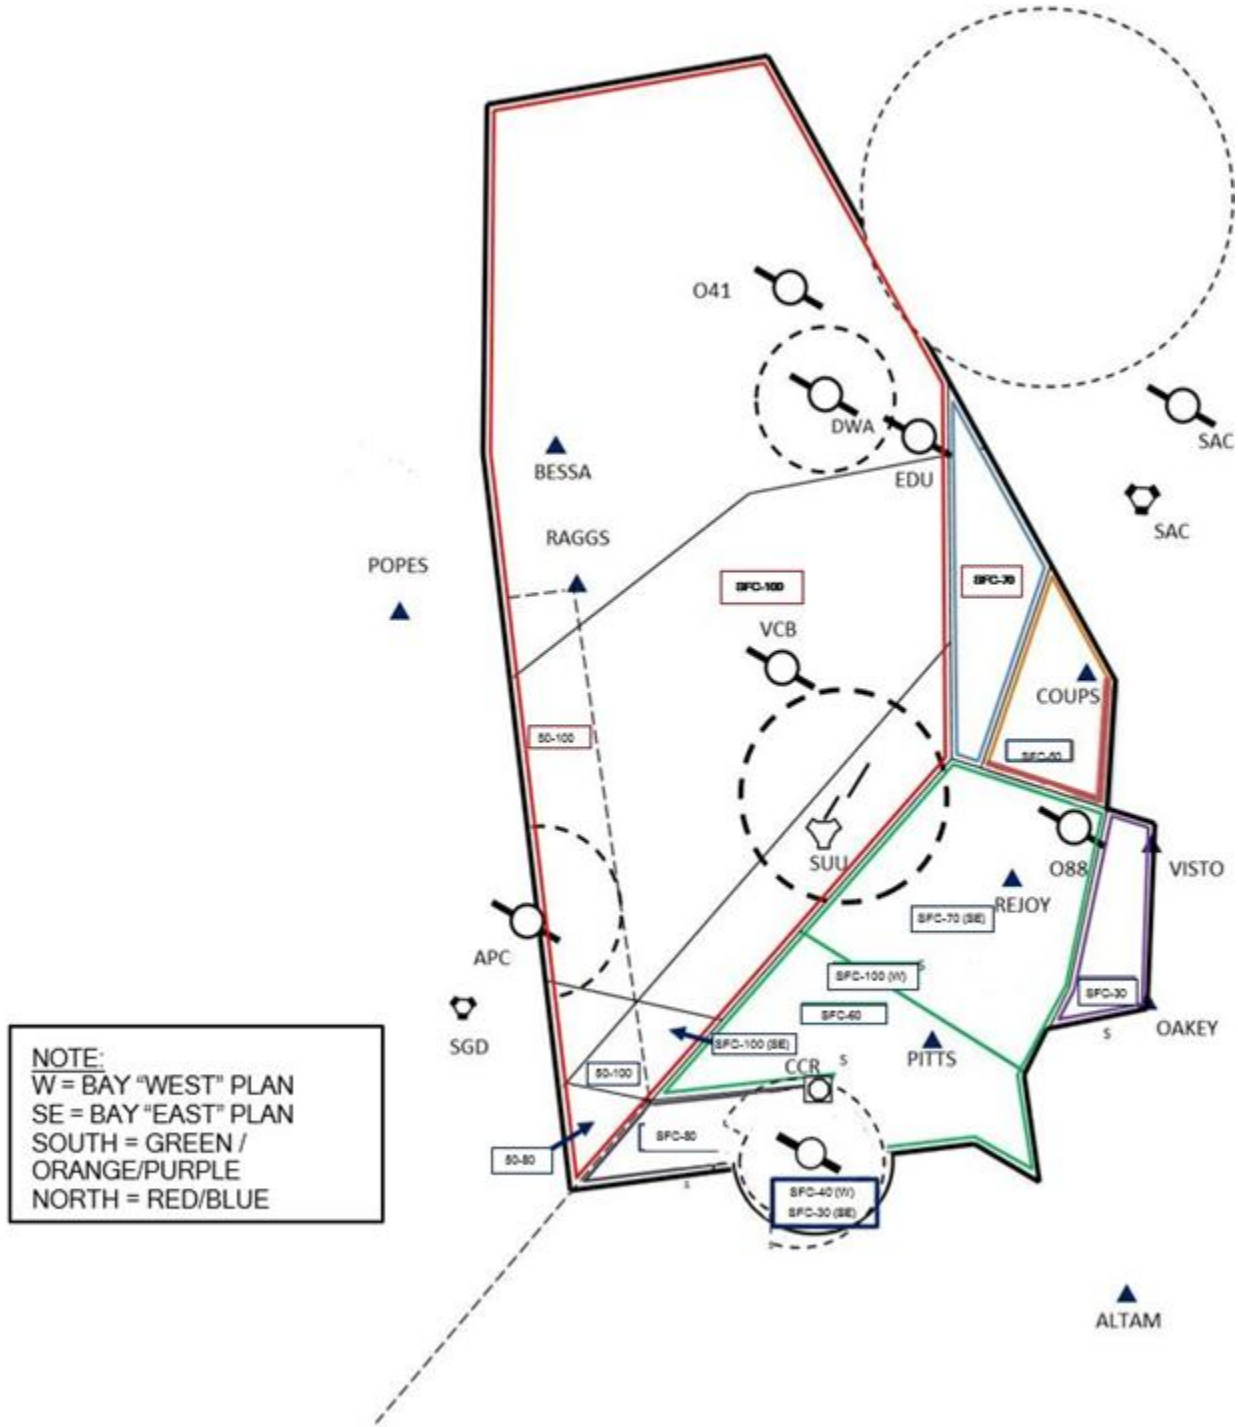 O41
DWA
EDU
SAC
SAC
BESSA
RAGGS
POPES
SFC-100
SFC-70
VCB
COUPS
SFC-60
50-100
SUU
O88
VISTO
REJOY
SFC-70 (SE)
APC
SFC-100 (W)
S
SFC-30
SGD
SFC-60
OAKEY
S
SFC-100 (SE)
PITTS
50-100
CCR
S
NOTE:
W = BAY “WEST” PLAN
SE = BAY “EAST” PLAN
SOUTH = GREEN /
ORANGE/PURPLE
NORTH = RED/BLUE
SFC-80
50-80
S
SFC-40 (W)
SFC-30 (SE)
S
ALTAM